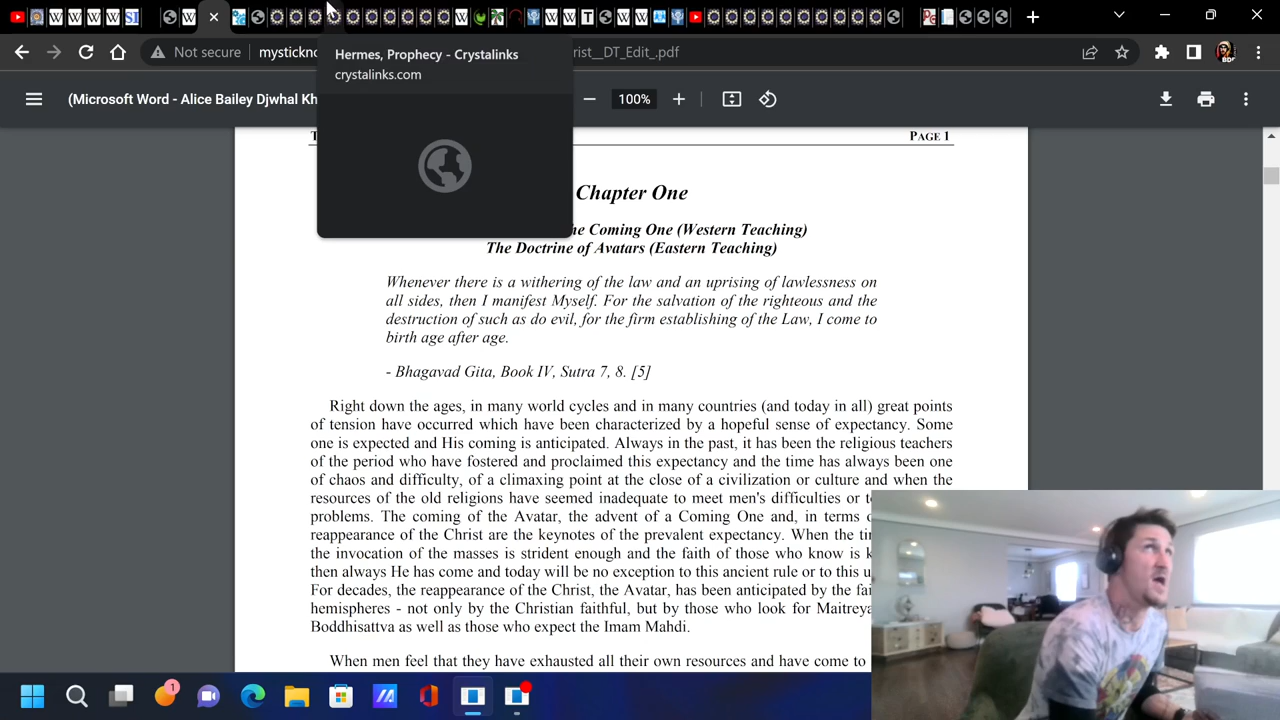 Not secure
mystickno
rist__DT_Edit_.pdf
Hermes, Prophecy - Crystalinks
crystalinks.com
(Microsoft Word - Alice Bailey Djwhal Kh
100%
PAGE 1
Chapter One
he Coming One (Western Teaching)
The Doctrine of Avatars (Eastern Teaching)
Whenever there is a withering of the law and an uprising of lawlessness on
all sides, then I manifest Myself. For the salvation of the righteous and the
destruction of such as do evil, for the firm establishing of the Law, I come to
birth age after age.
- Bhagavad Gita, Book IV, Sutra 7, 8. [5]
Right down the ages, in many world cycles and in many countries (and today in all) great points
of tension have occurred which have been characterized by a hopeful sense of expectancy. Some
one is expected and His coming is anticipated. Always in the past, it has been the religious teachers
of the period who have fostered and proclaimed this expectancy and the time has always been one
of chaos and difficulty, of a climaxing point at the close of a civilization or culture and when the
resources of the old religions have seemed inadequate to meet men's difficulties or t
problems. The coming of the Avatar, the advent of a Coming One and, in terms
reappearance of the Christ are the keynotes of the prevalent expectancy. When the ti
the invocation of the masses is strident enough and the faith of those who know is k
then always He has come and today will be no exception to this ancient rule or to this u
For decades, the reappearance of the Christ, the Avatar, has been anticipated by the fai
hemispheres - not only by the Christian faithful, but by those who look for Maitreya
Boddhisattva as well as those who expect the Imam Mahdi.
When men feel that they have exhausted all their own resources and have come to